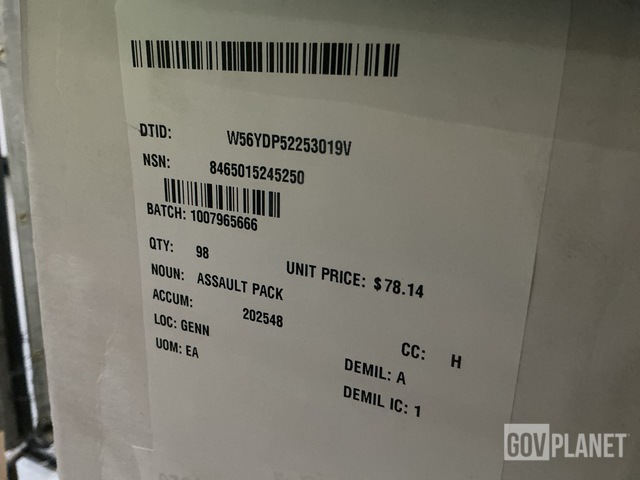 DTID: W56YDP52253019V
NSN: 8465015245250
BATCH: 1007965666
QTY: 98 UNIT PRICE: $78.14
NOUN: ASSAULT PACK
ACCUM: 202548
LOC: GENN CC: H
UOM: EA DEMIL: A
DEMIL IC: 1
GOVPLANET